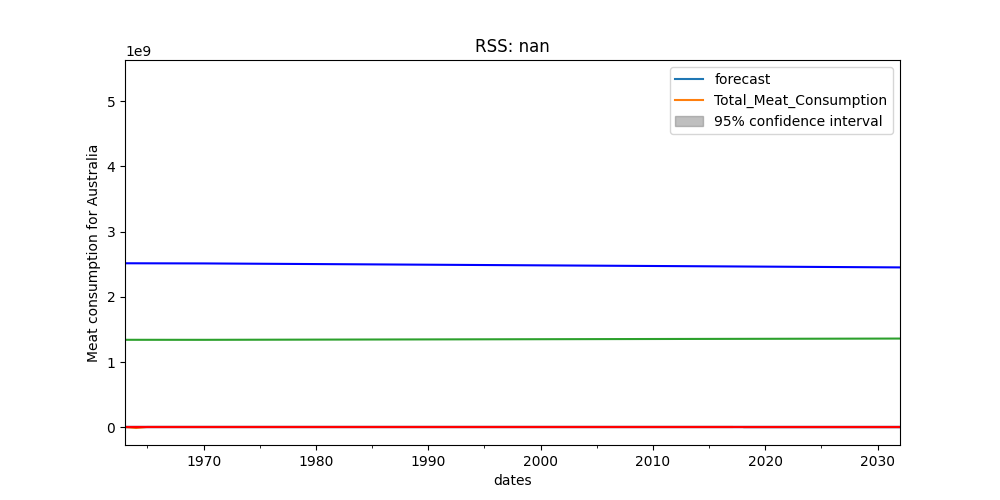 RSS: nan
1e9
forecast
Total_Meat_Consumption
95% confidence interval
Meat consumption for Australia
5
4
3
2
1
0
1970 1980 1990 2000 2010 2020 2030
dates